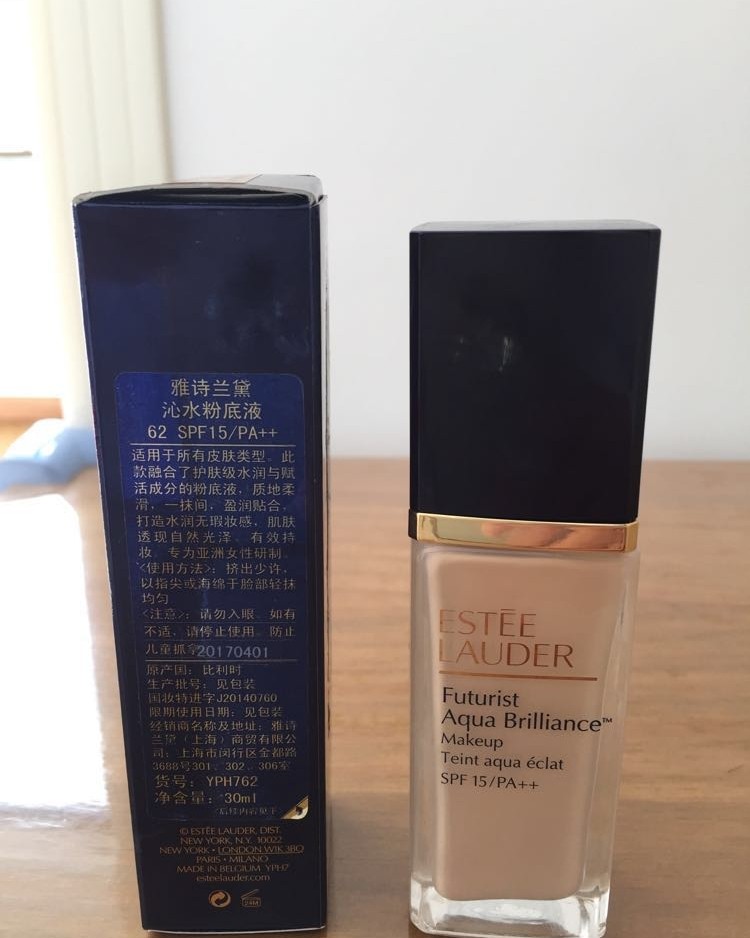 雅诗兰黛
沁水粉底液
62 SPF15/PA++
适用于所有皮肤类型。此
款融合了护肤级水润与赋
活成分的粉底液，质地柔
滑，一抹间，盈润贴合，
打造水润无瑕妆感，肌肤
透现自然光泽。有效持
妆。专为亚洲女性研制。
<使用方法>：挤出少许，
以指尖或海绵于脸部轻抹
均匀
<注意>：请勿入眼。如有
不适，请停止使用。防止
儿童抓拿
20170401
原产国：比利时
生产批号：见包装
国妆特进字J20140760
限期使用日期：见包装
经销商名称及地址：雅诗
兰黛（上海）商贸有限公
司；上海市闵行区金都路
3688号301、302、306室
货号：YPH762
净含量：30ml
© ESTĒE LAUDER, DIST.
NEW YORK, N.Y. 10022
NEW YORK • LONDON W1K 3BQ
PARIS • MILANO
MADE IN BELGIUM YPH7
esteelauder.com
24M
ESTĒE
LAUDER
Futurist
Aqua Brilliance™
Makeup
Teint aqua éclat
SPF 15/PA++